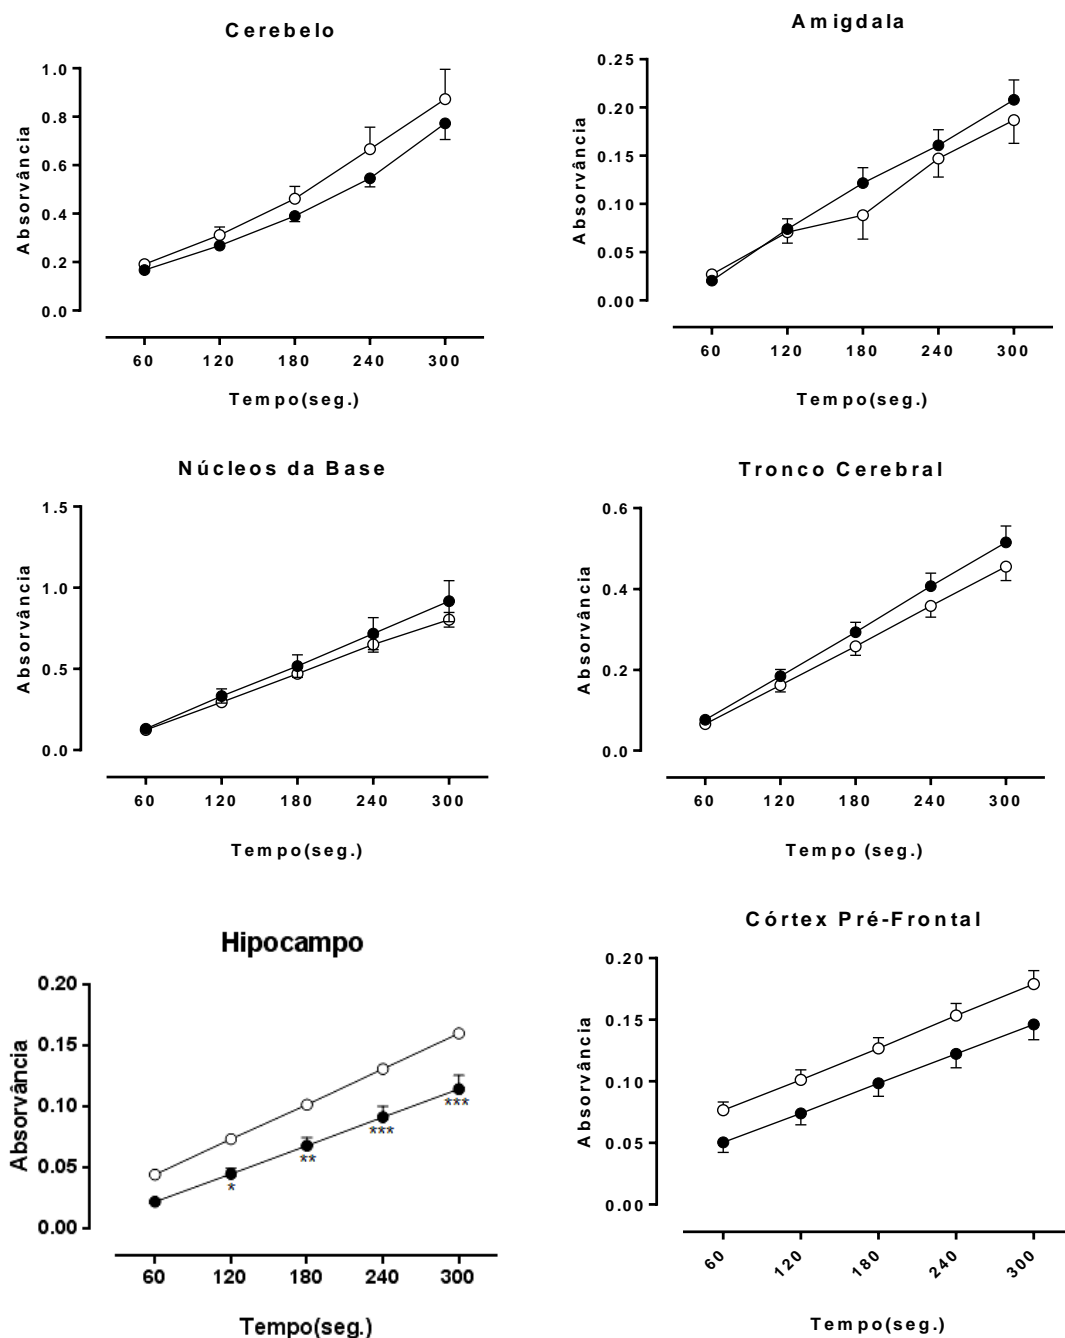 Cerebelo
Absorvância
1.0
0.8
0.6
0.4
0.2
0.0
60 120 180 240 300
Tempo(seg.)
Amigdala
Absorvância
0.25
0.20
0.15
0.10
0.05
0.00
60 120 180 240 300
Tempo(seg.)
Núcleos da Base
Absorvância
1.5
1.0
0.5
0.0
60 120 180 240 300
Tempo(seg.)
Tronco Cerebral
Absorvância
0.6
0.4
0.2
0.0
60 120 180 240 300
Tempo (seg.)
Hipocampo
Absorvância
0.20
0.15
0.10
0.05
0.00
* ** *** ***
60 120 180 240 300
Tempo(seg.)
Córtex Pré-Frontal
Absorvância
0.20
0.15
0.10
0.05
0.00
60 120 180 240 300
Tempo(seg.)